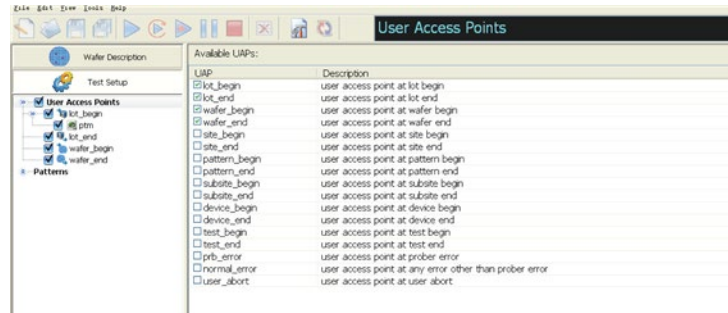 File Edit View Tools Help
User Access Points
Wafer Description
Test Setup
User Access Points
lot_begin
ptm
lot_end
wafer_begin
wafer_end
Patterns
Available UAPs:
UAP Description
lot_begin user access point at lot begin
lot_end user access point at lot end
wafer_begin user access point at wafer begin
wafer_end user access point at wafer end
site_begin user access point at site begin
site_end user access point at site end
pattern_begin user access point at pattern begin
pattern_end user access point at pattern end
subsite_begin user access point at subsite begin
subsite_end user access point at subsite end
device_begin user access point at device begin
device_end user access point at device end
test_begin user access point at test begin
test_end user access point at test end
prb_error user access point at prober error
normal_error user access point at any error other than prober error
user_abort user access point at user abort